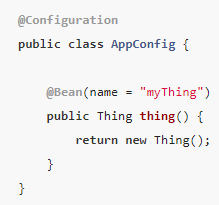 @Configuration
public class AppConfig {
@Bean(name = "myThing")
public Thing thing() {
return new Thing();
}
}